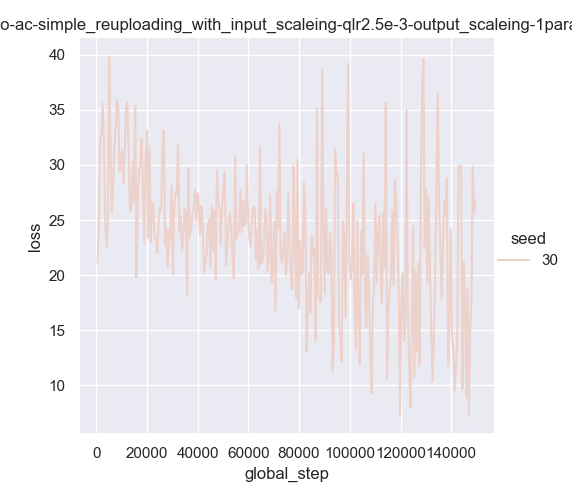 o-ac-simple_reuploading_with_input_scaleing-qlr2.5e-3-output_scaleing-1para
40
35
30
25
20
15
10
loss
0 20000 40000 60000 80000 100000 120000 140000
global_step
seed
30